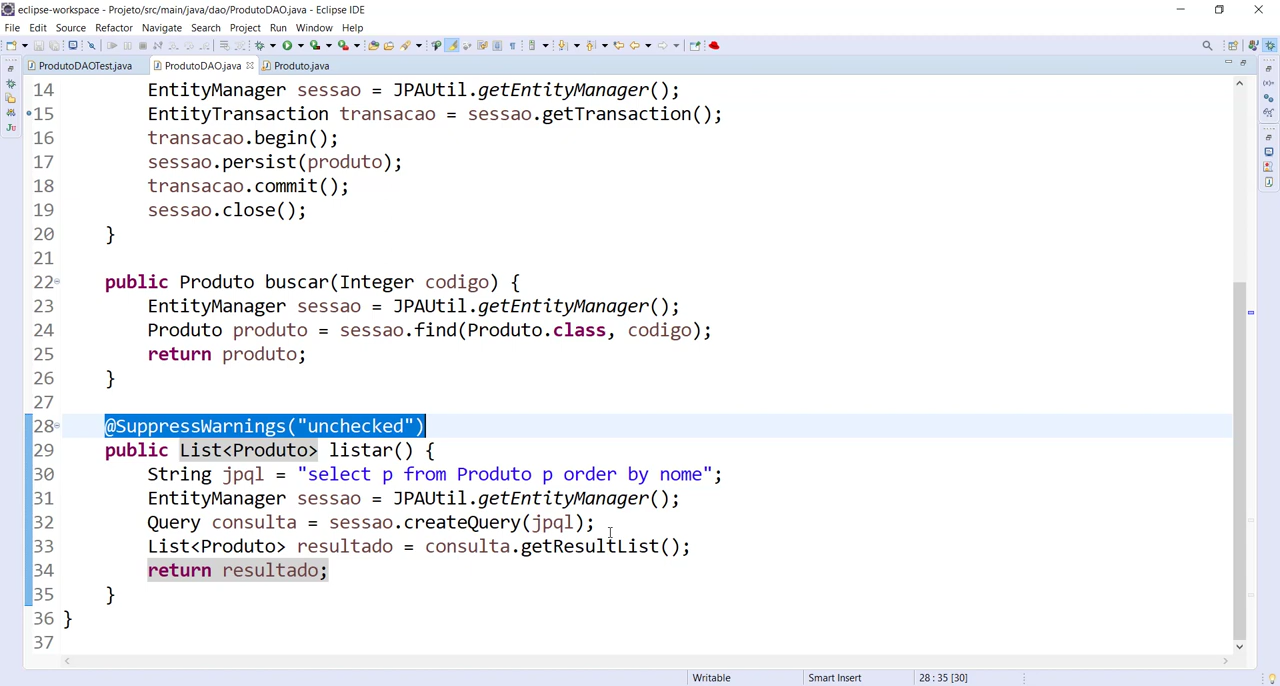 eclipse-workspace - Projeto/src/main/java/dao/ProdutoDAO.java - Eclipse IDE
File Edit Source Refactor Navigate Search Project Run Window Help
ProdutoDAOTest.java ProdutoDAO.java Produto.java
14 EntityManager sessao = JPAUtil.getEntityManager();
15 EntityTransaction transacao = sessao.getTransaction();
16 transacao.begin();
17 sessao.persist(produto);
18 transacao.commit();
19 sessao.close();
20 }
21
22 public Produto buscar(Integer codigo) {
23 EntityManager sessao = JPAUtil.getEntityManager();
24 Produto produto = sessao.find(Produto.class, codigo);
25 return produto;
26 }
27
28 @SuppressWarnings("unchecked")
29 public List<Produto> listar() {
30 String jpql = "select p from Produto p order by nome";
31 EntityManager sessao = JPAUtil.getEntityManager();
32 Query consulta = sessao.createQuery(jpql);
33 List<Produto> resultado = consulta.getResultList();
34 return resultado;
35 }
36 }
37
Writable Smart Insert 28 : 35 [30]